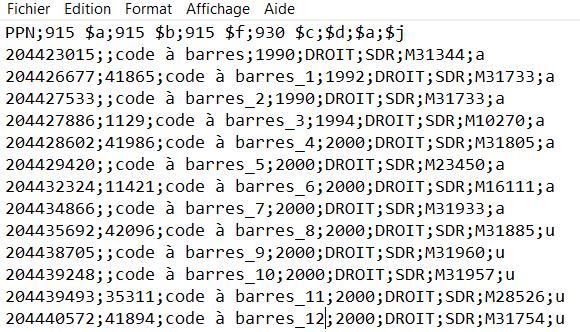 Fichier Edition Format Affichage Aide
PPN;915 $a;915 $b;915 $f;930 $c;$d;$a;$j
204423015;;code à barres;1990;DROIT;SDR;M31344;a
204426677;41865;code à barres_1;1992;DROIT;SDR;M31733;a
204427533;;code à barres_2;1990;DROIT;SDR;M31733;a
204427886;1129;code à barres_3;1994;DROIT;SDR;M10270;a
204428602;41986;code à barres_4;2000;DROIT;SDR;M31805;a
204429420;;code à barres_5;2000;DROIT;SDR;M23450;a
204432324;11421;code à barres_6;2000;DROIT;SDR;M16111;a
204434866;;code à barres_7;2000;DROIT;SDR;M31933;a
204435692;42096;code à barres_8;2000;DROIT;SDR;M31885;u
204438705;;code à barres_9;2000;DROIT;SDR;M31960;u
204439248;;code à barres_10;2000;DROIT;SDR;M31957;u
204439493;35311;code à barres_11;2000;DROIT;SDR;M28526;u
204440572;41894;code à barres_12;2000;DROIT;SDR;M31754;u